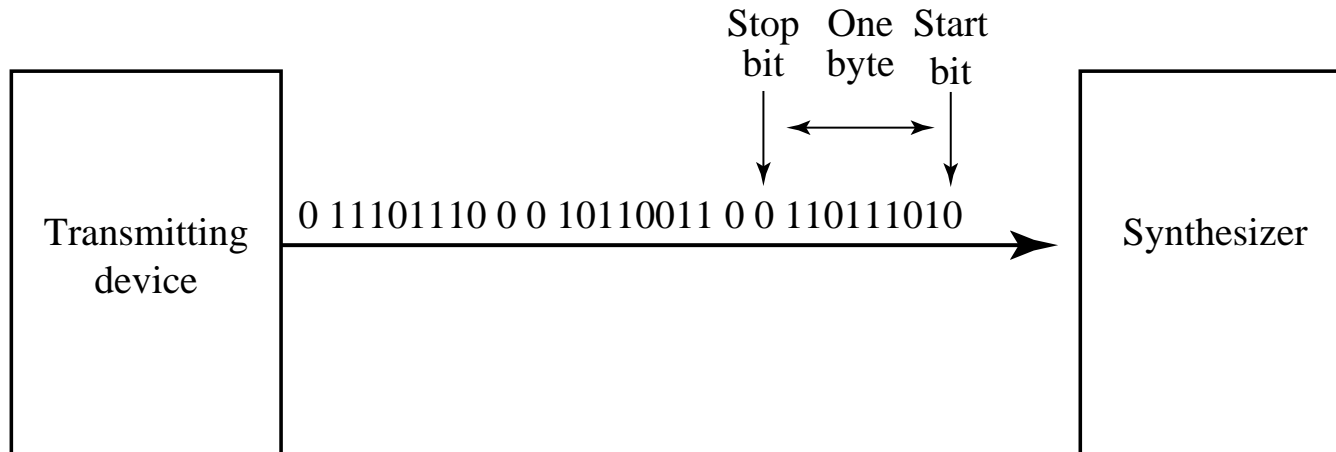 Stop One Start
bit byte bit
0 11101110 0 0 10110011 0 0 110111010
Transmitting
device
Synthesizer